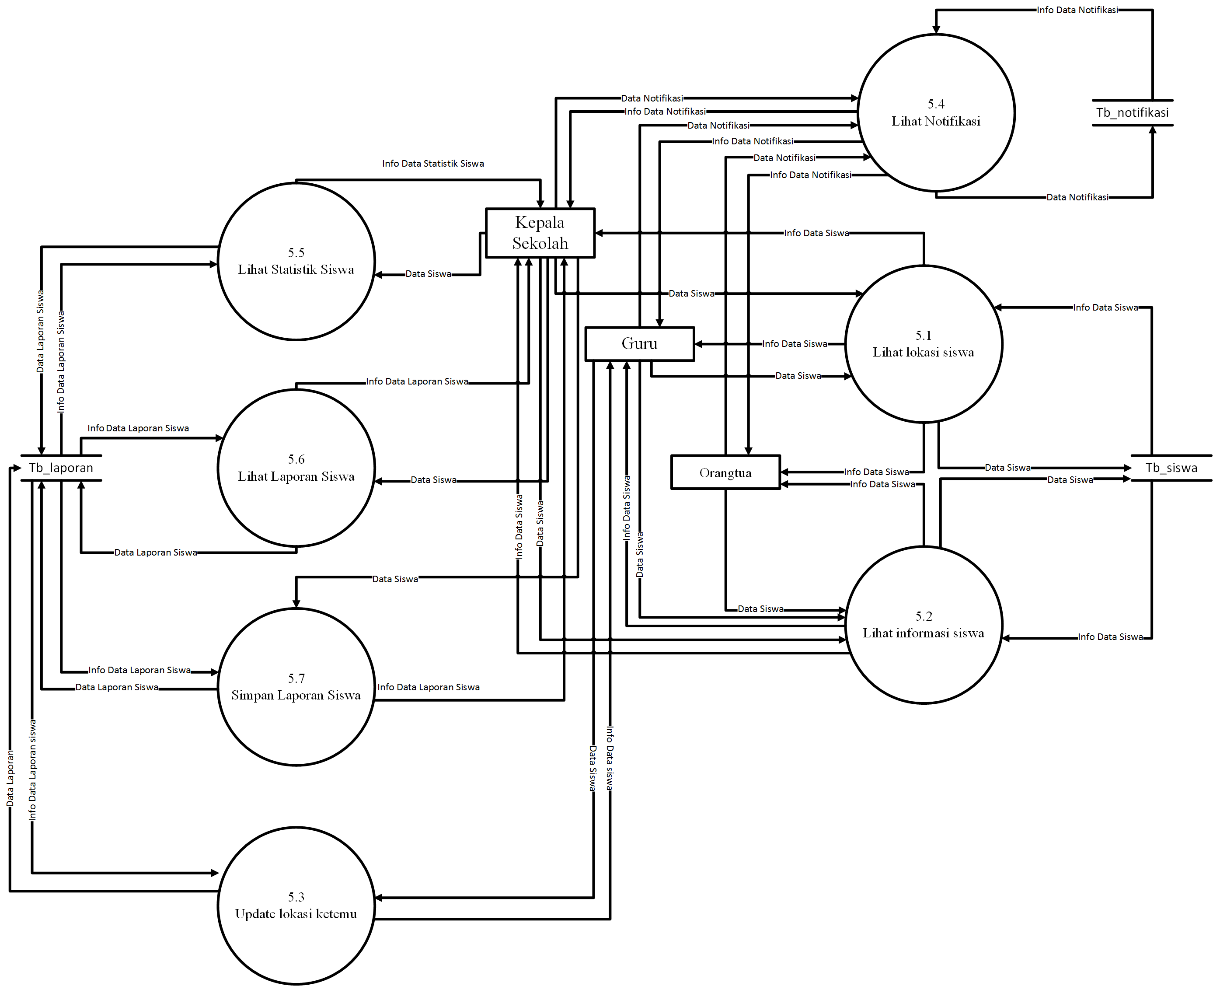 Info Data Notifikasi
5.4
Lihat Notifikasi
Tb_notifikasi
Data Notifikasi
Info Data Notifikasi
Data Notifikasi
Info Data Notifikasi
Data Notifikasi
Info Data Notifikasi
Data Notifikasi
Info Data Statistik Siswa
Kepala
Sekolah
5.5
Lihat Statistik Siswa
Data Siswa
Info Data Siswa
Data Siswa
Info Data Siswa
5.1
Lihat lokasi siswa
Guru
Info Data Siswa
Data Siswa
Data Laporan Siswa
Info Data Laporan Siswa
Info Data Laporan Siswa
Info Data Laporan Siswa
5.6
Lihat Laporan Siswa
Tb_laporan
Data Siswa
Orangtua
Info Data Siswa
Info Data Siswa
Data Siswa
Data Siswa
Tb_siswa
Info Data Siswa
Data Siswa
Info Data Siswa
Data Siswa
Data Laporan Siswa
Data Siswa
Data Siswa
5.2
Lihat informasi siswa
Info Data Siswa
Info Data Laporan Siswa
Data Laporan Siswa
5.7
Simpan Laporan Siswa
Info Data Laporan Siswa
Data Laporan
Info Data Laporan siswa
Data Siswa
Info Data siswa
5.3
Update lokasi ketemu